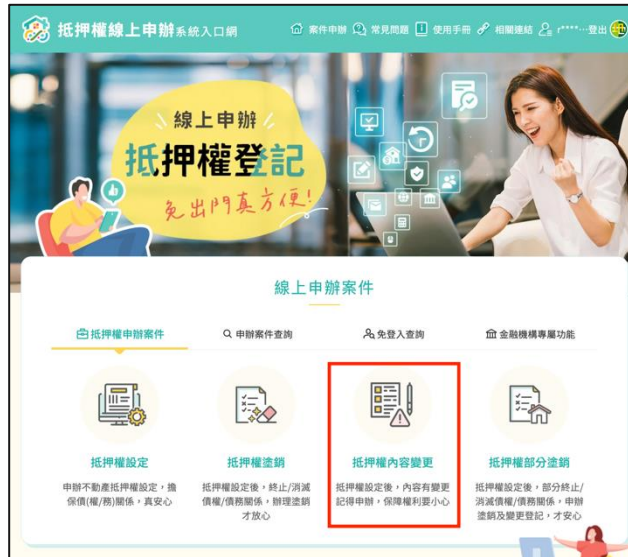 抵押權線上申辦系統入口網
案件申辦 常見問題 使用手冊 相關連結 r****…登出
線上申辦
抵押權登記
免出門真方便!
線上申辦案件
抵押權申辦案件 申辦案件查詢 免登入查詢 金融機構專屬功能
抵押權設定
申辦不動產抵押權設定，擔
保債(權/務)關係，真安心
抵押權塗銷
抵押權設定後，終止/消滅
債權/債務關係，辦理塗銷
才放心
抵押權內容變更
抵押權設定後，內容有變更
記得申辦，保障權利要小心
抵押權部分塗銷
抵押權設定後，部分終止/
消滅債權/債務關係，申辦
塗銷及變更登記，才安心